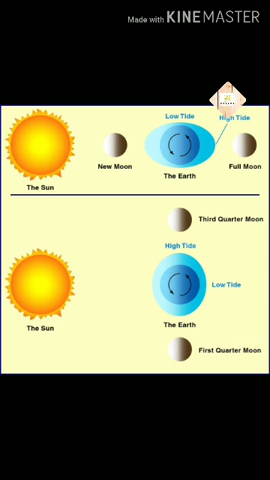 Made with KINEMASTER
Low Tide
High Tide
New Moon
The Earth
Full Moon
The Sun
Third Quarter Moon
High Tide
Low Tide
The Sun
The Earth
First Quarter Moon